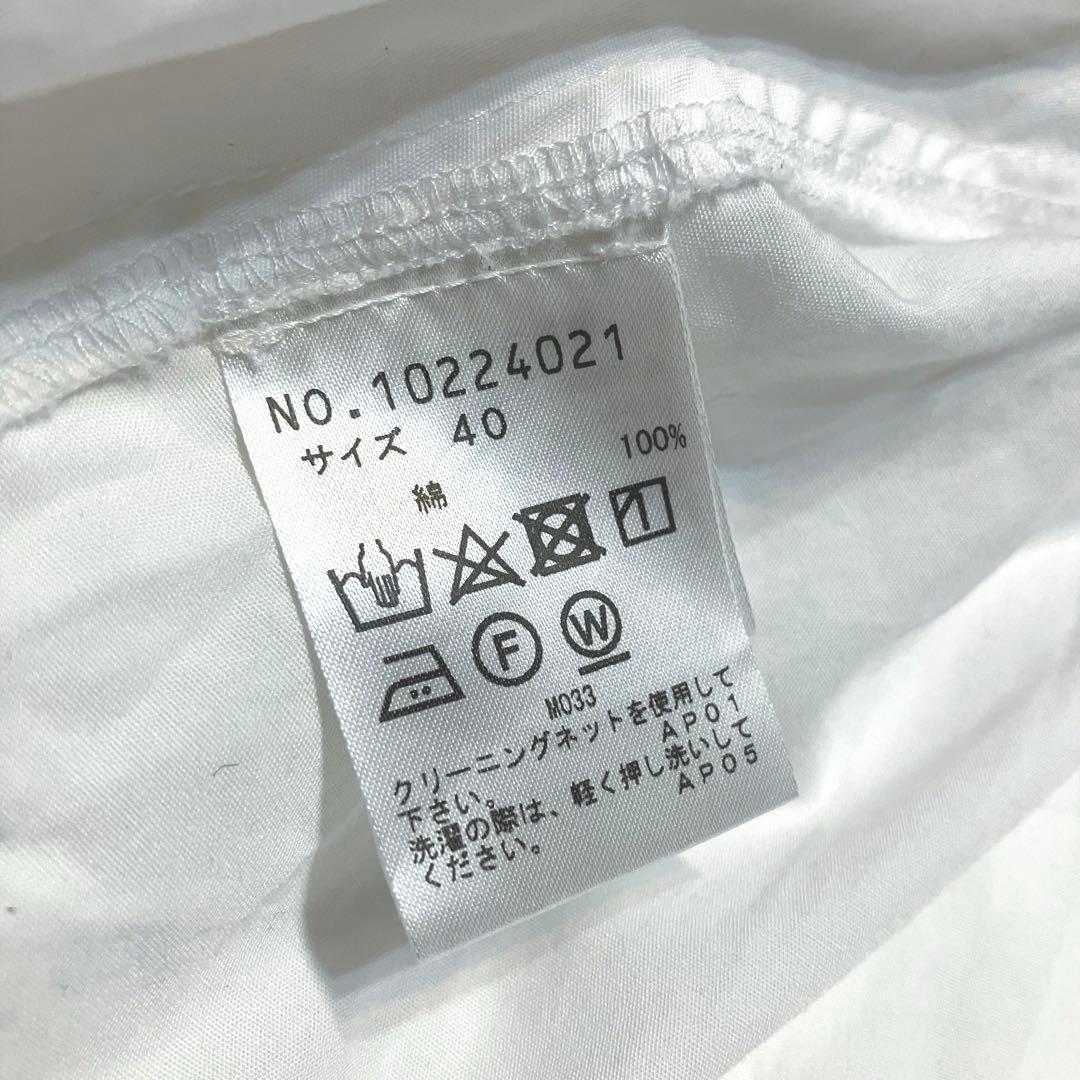 NO.10224021
サイズ 40
綿 100%
F W
M033
クリーニングネットを使用して
下さい。 AP01
洗濯の際は、軽く押し洗いして
ください。 AP05